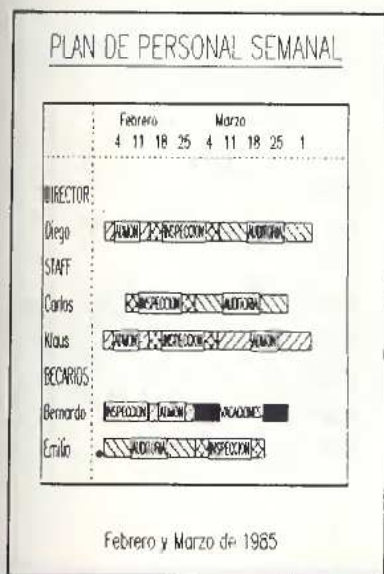 PLAN DE PERSONAL SEMANAL
Febrero Marzo
4 11 18 25 4 11 18 25 1
DIRECTOR
Diego ADMON INSPECCION AUDITORIA
STAFF
Carlos INSPECCION AUDITORIA
Klaus ADMON INSPECCION ADMON
BECARIOS
Bernardo INSPECCION ADMON VACACIONES
Emilio AUDITORIA INSPECCION
Febrero y Marzo de 1985